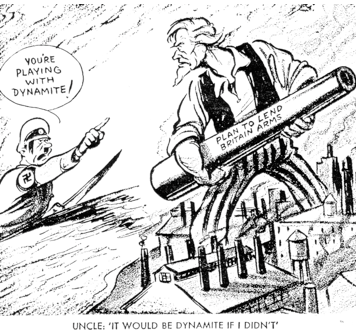 YOU'RE
PLAYING
WITH
DYNAMITE!
PLAN TO LEND
BRITAIN ARMS
UNCLE: 'IT WOULD BE DYNAMITE IF I DIDN'T'